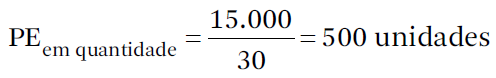 PE em quantidade = 15.000 / 30 = 500 unidades